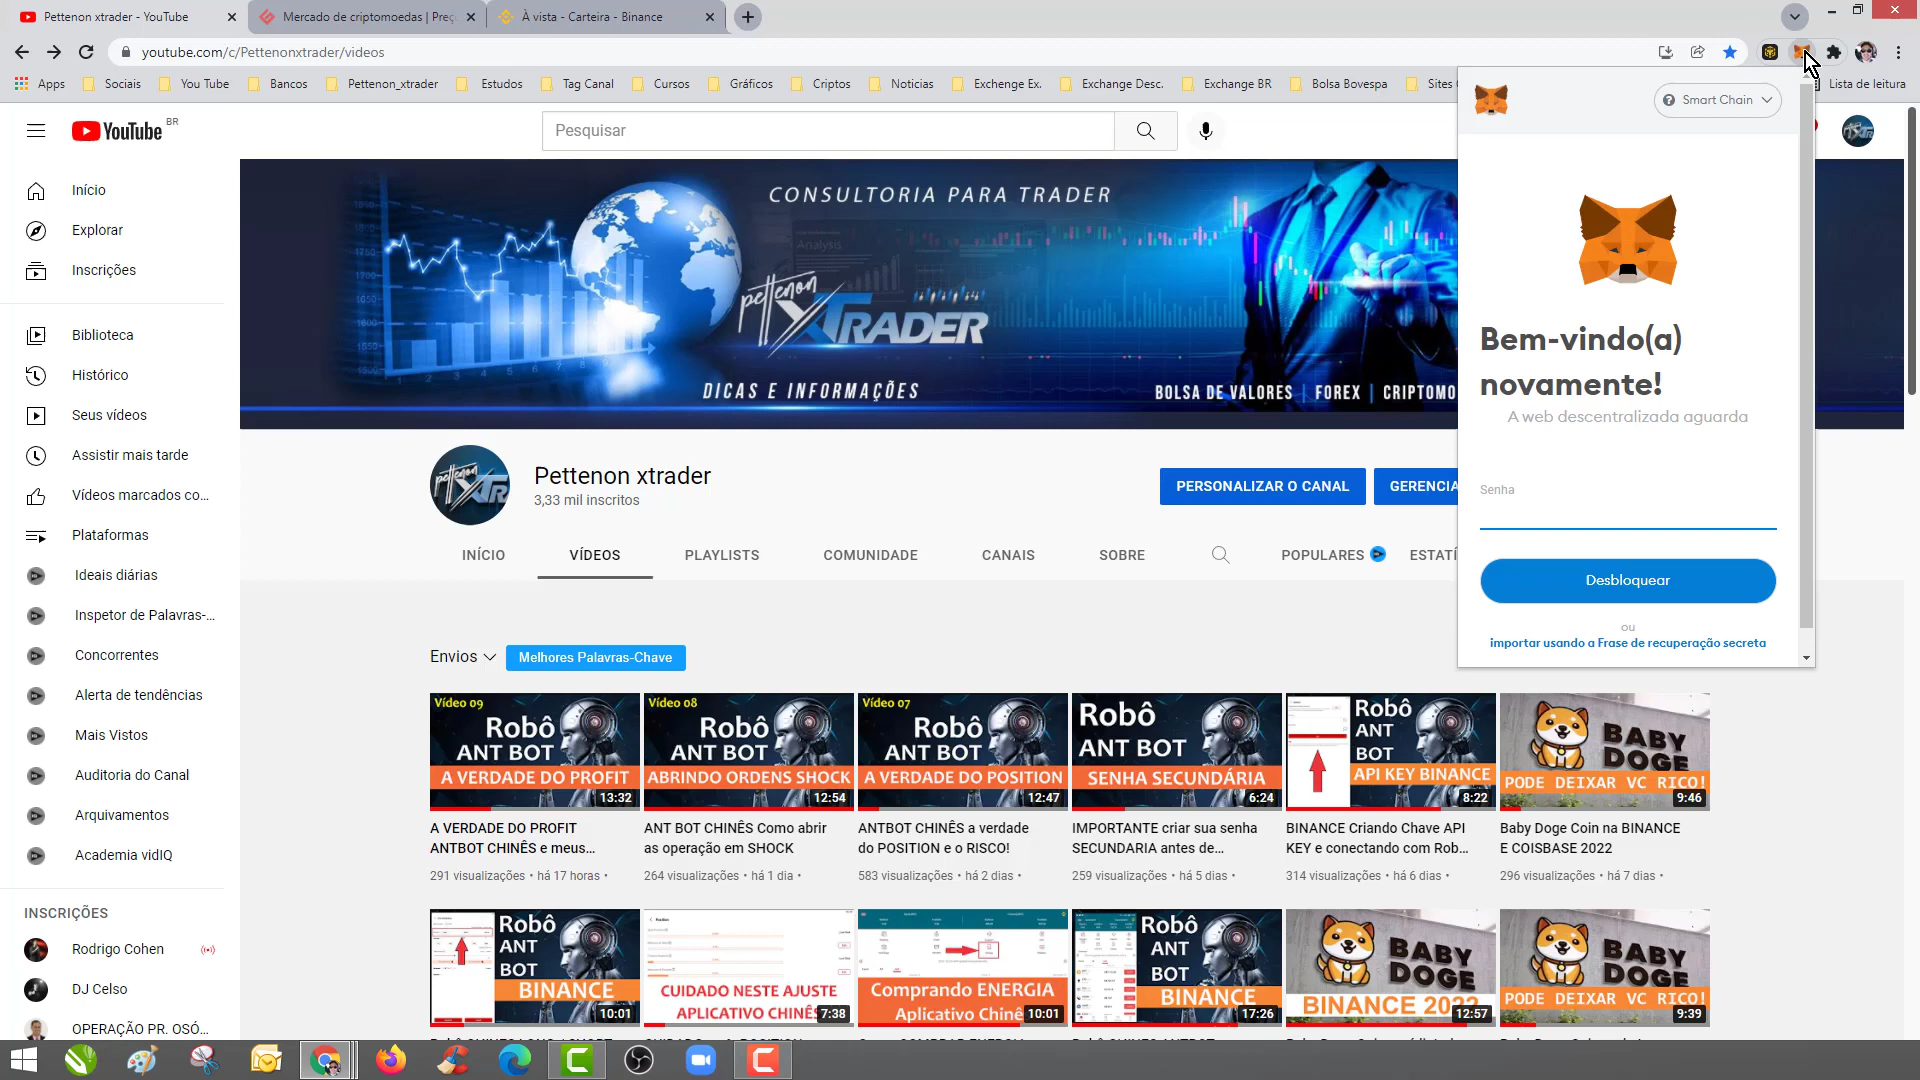 Pettenon xtrader - YouTube
Mercado de criptomoedas | Preç
À vista - Carteira - Binance
youtube.com/c/Pettenonxtrader/videos
Apps
Sociais
You Tube
Bancos
Pettenon_xtrader
Estudos
Tag Canal
Cursos
Gráficos
Criptos
Noticias
Exchenge Ex.
Exchange Desc.
Exchange BR
Bolsa Bovespa
Sites
Lista de leitura
YouTube BR
Pesquisar
Início
Explorar
Inscrições
Biblioteca
Histórico
Seus vídeos
Assistir mais tarde
Vídeos marcados co...
Plataformas
Ideais diárias
Inspetor de Palavras-...
Concorrentes
Alerta de tendências
Mais Vistos
Auditoria do Canal
Arquivamentos
Academia vidIQ
INSCRIÇÕES
Rodrigo Cohen
DJ Celso
OPERAÇÃO PR. OSÓ...
CONSULTORIA PARA TRADER
Analysis
pettenon
XTRADER
DICAS E INFORMAÇÕES
BOLSA DE VALORES | FOREX | CRIPTOMO
Pettenon xtrader
3,33 mil inscritos
PERSONALIZAR O CANAL
GERENCIA
INÍCIO
VÍDEOS
PLAYLISTS
COMUNIDADE
CANAIS
SOBRE
POPULARES
ESTATÍ
Envios
Melhores Palavras-Chave
Vídeo 09
Robô
ANT BOT
A VERDADE DO PROFIT
13:32
A VERDADE DO PROFIT
ANTBOT CHINÊS e meus...
291 visualizações • há 17 horas •
Vídeo 08
Robô
ANT BOT
ABRINDO ORDENS SHOCK
12:54
ANT BOT CHINÊS Como abrir
as operação em SHOCK
264 visualizações • há 1 dia •
Vídeo 07
Robô
ANT BOT
A VERDADE DO POSITION
12:47
ANTBOT CHINÊS a verdade
do POSITION e o RISCO!
583 visualizações • há 2 dias •
Robô
ANT BOT
SENHA SECUNDÁRIA
6:24
IMPORTANTE criar sua senha
SECUNDARIA antes de...
259 visualizações • há 5 dias •
Robô
ANT
BOT
API KEY BINANCE
8:22
BINANCE Criando Chave API
KEY e conectando com Rob...
314 visualizações • há 6 dias •
BABY
DOGE
PODE DEIXAR VC RICO!
9:46
Baby Doge Coin na BINANCE
E COISBASE 2022
296 visualizações • há 7 dias •
Robô
ANT
BOT
BINANCE
10:01
CUIDADO NESTE AJUSTE
APLICATIVO CHINÊS
7:38
Comprando ENERGIA
Aplicativo Chinê
10:01
Robô
ANT
BOT
BINANCE
17:26
BABY
DOGE
BINANCE 2022
12:57
BABY
DOGE
PODE DEIXAR VC RICO!
9:39
Smart Chain
Bem-vindo(a)
novamente!
A web descentralizada aguarda
Senha
Desbloquear
ou
importar usando a Frase de recuperação secreta